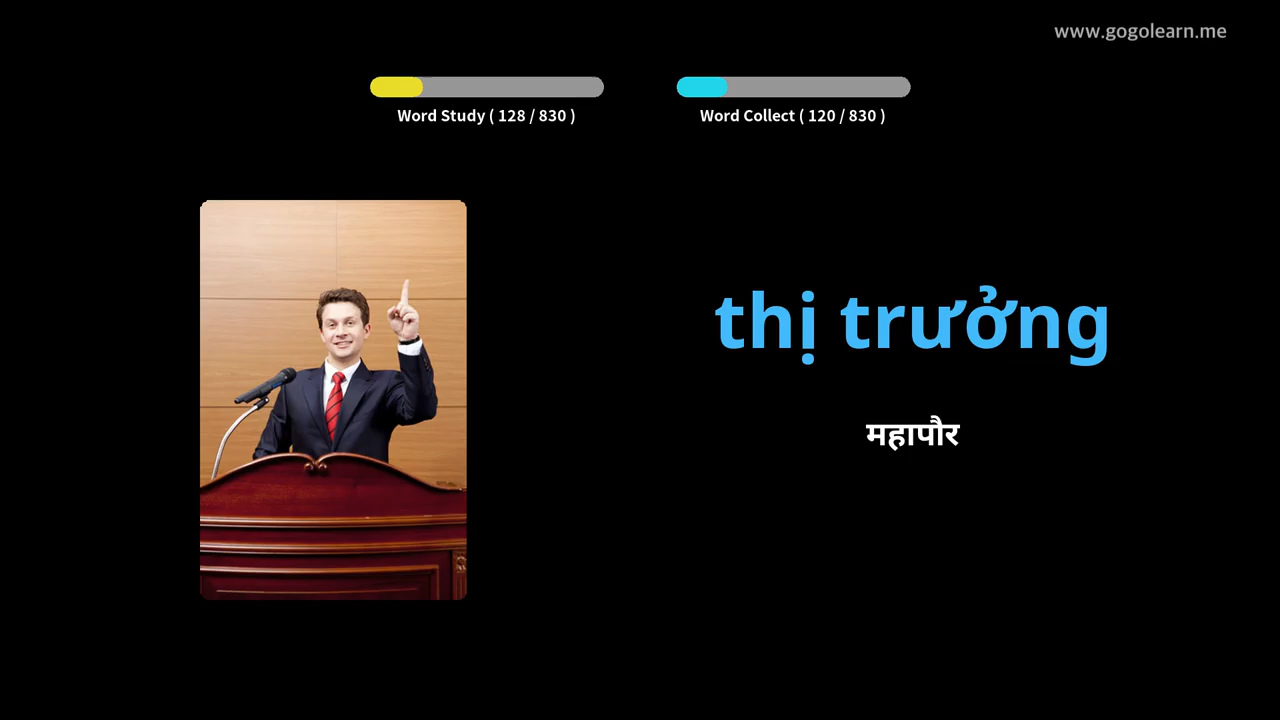 www.gogolearn.me
Word Study ( 128 / 830 )
Word Collect ( 120 / 830 )
thị trưởng
महापौर